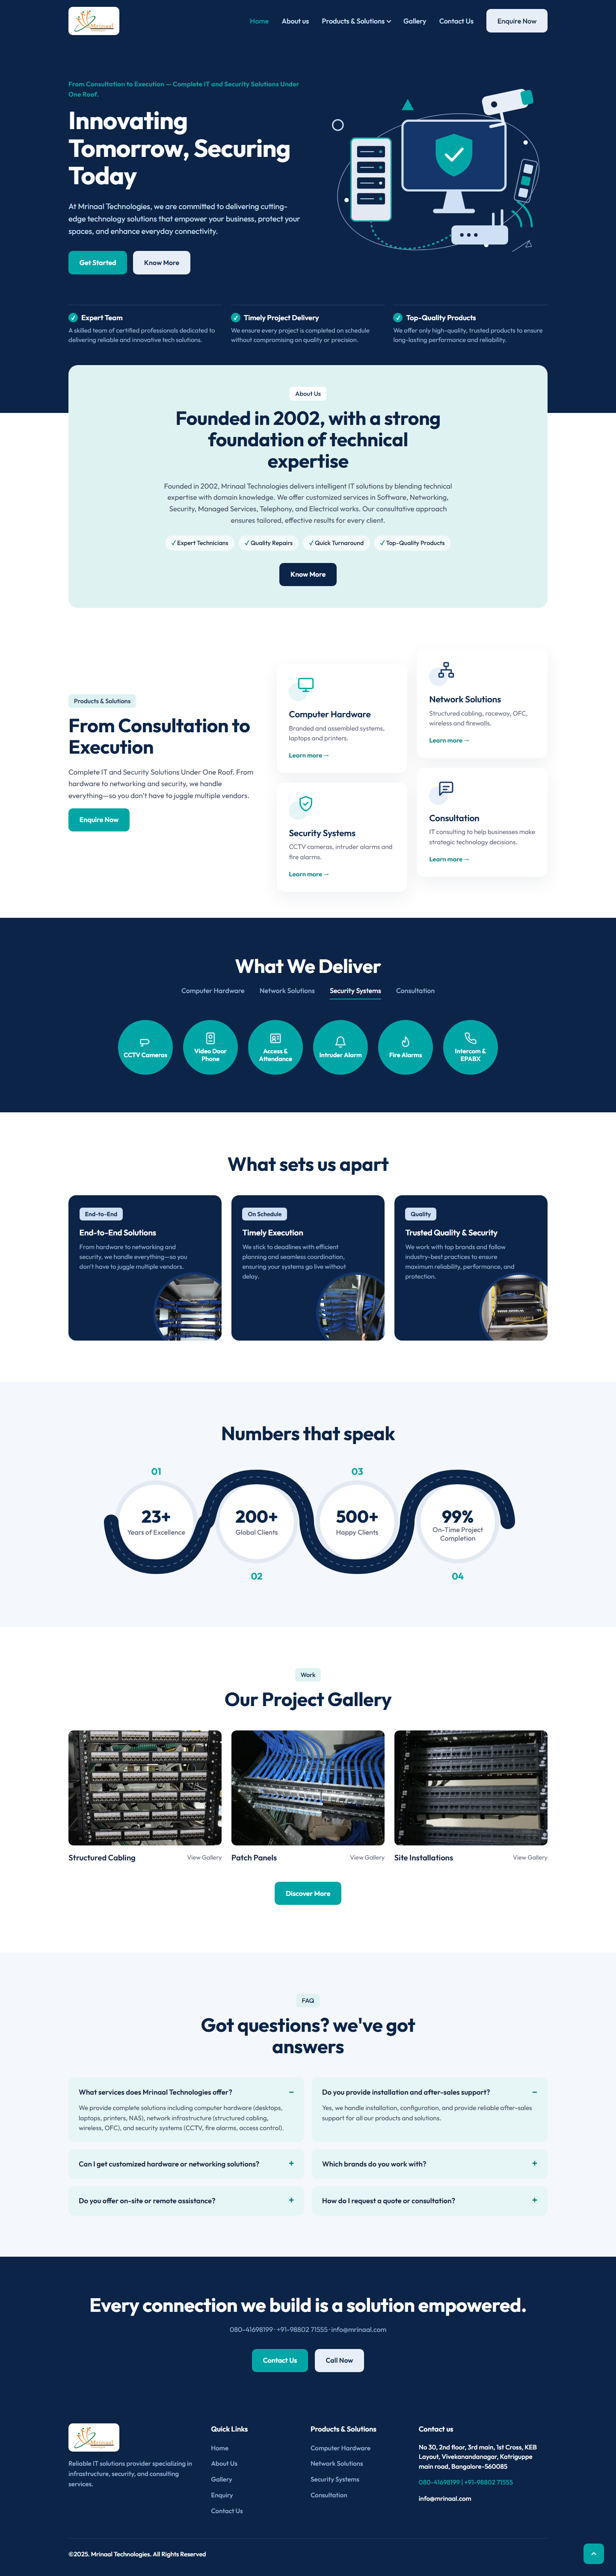 Mrinaal
Home
About us
Products & Solutions
Gallery
Contact Us
Enquire Now
From Consultation to Execution — Complete IT and Security Solutions Under
One Roof.
Innovating
Tomorrow, Securing
Today
At Mrinaal Technologies, we are committed to delivering cutting-
edge technology solutions that empower your business, protect your
spaces, and enhance everyday connectivity.
Get Started
Know More
Expert Team
A skilled team of certified professionals dedicated to
delivering reliable and innovative tech solutions.
Timely Project Delivery
We ensure every project is completed on schedule
without compromising on quality or precision.
Top-Quality Products
We offer only high-quality, trusted products to ensure
long-lasting performance and reliability.
About Us
Founded in 2002, with a strong
foundation of technical
expertise
Founded in 2002, Mrinaal Technologies delivers intelligent IT solutions by blending technical
expertise with domain knowledge. We offer customized services in Software, Networking,
Security, Managed Services, Telephony, and Electrical works. Our consultative approach
ensures tailored, effective results for every client.
✓ Expert Technicians
✓ Quality Repairs
✓ Quick Turnaround
✓ Top-Quality Products
Know More
Products & Solutions
From Consultation to
Execution
Complete IT and Security Solutions Under One Roof. From
hardware to networking and security, we handle
everything—so you don't have to juggle multiple vendors.
Enquire Now
Computer Hardware
Branded and assembled systems,
laptops and printers.
Learn more →
Network Solutions
Structured cabling, raceway, OFC,
wireless and firewalls.
Learn more →
Security Systems
CCTV cameras, intruder alarms and
fire alarms.
Learn more →
Consultation
IT consulting to help businesses make
strategic technology decisions.
Learn more →
What We Deliver
Computer Hardware
Network Solutions
Security Systems
Consultation
CCTV Cameras
Video Door
Phone
Access &
Attendance
Intruder Alarm
Fire Alarms
Intercom &
EPABX
What sets us apart
End-to-End
End-to-End Solutions
From hardware to networking and
security, we handle everything—so you
don't have to juggle multiple vendors.
On Schedule
Timely Execution
We stick to deadlines with efficient
planning and seamless coordination,
ensuring your systems go live without
delay.
Quality
Trusted Quality & Security
We work with top brands and follow
industry-best practices to ensure
maximum reliability, performance, and
protection.
Numbers that speak
01
23+
Years of Excellence
200+
Global Clients
02
03
500+
Happy Clients
99%
On-Time Project
Completion
04
Work
Our Project Gallery
Structured Cabling
View Gallery
Patch Panels
View Gallery
Site Installations
View Gallery
Discover More
FAQ
Got questions? we've got
answers
What services does Mrinaal Technologies offer?
We provide complete solutions including computer hardware (desktops,
laptops, printers, NAS), network infrastructure (structured cabling,
wireless, OFC), and security systems (CCTV, fire alarms, access control).
Do you provide installation and after-sales support?
Yes, we handle installation, configuration, and provide reliable after-sales
support for all our products and solutions.
Can I get customized hardware or networking solutions?
Which brands do you work with?
Do you offer on-site or remote assistance?
How do I request a quote or consultation?
Every connection we build is a solution empowered.
080-41698199 · +91-98802 71555 · info@mrinaal.com
Contact Us
Call Now
Mrinaal
Reliable IT solutions provider specializing in
infrastructure, security, and consulting
services.
Quick Links
Home
About Us
Gallery
Enquiry
Contact Us
Products & Solutions
Computer Hardware
Network Solutions
Security Systems
Consultation
Contact us
No 30, 2nd floor, 3rd main, 1st Cross, KEB
Layout, Vivekanandanagar, Katriguppe
main road, Bangalore-560085
080-41698199 | +91-98802 71555
info@mrinaal.com
©2025. Mrinaal Technologies. All Rights Reserved